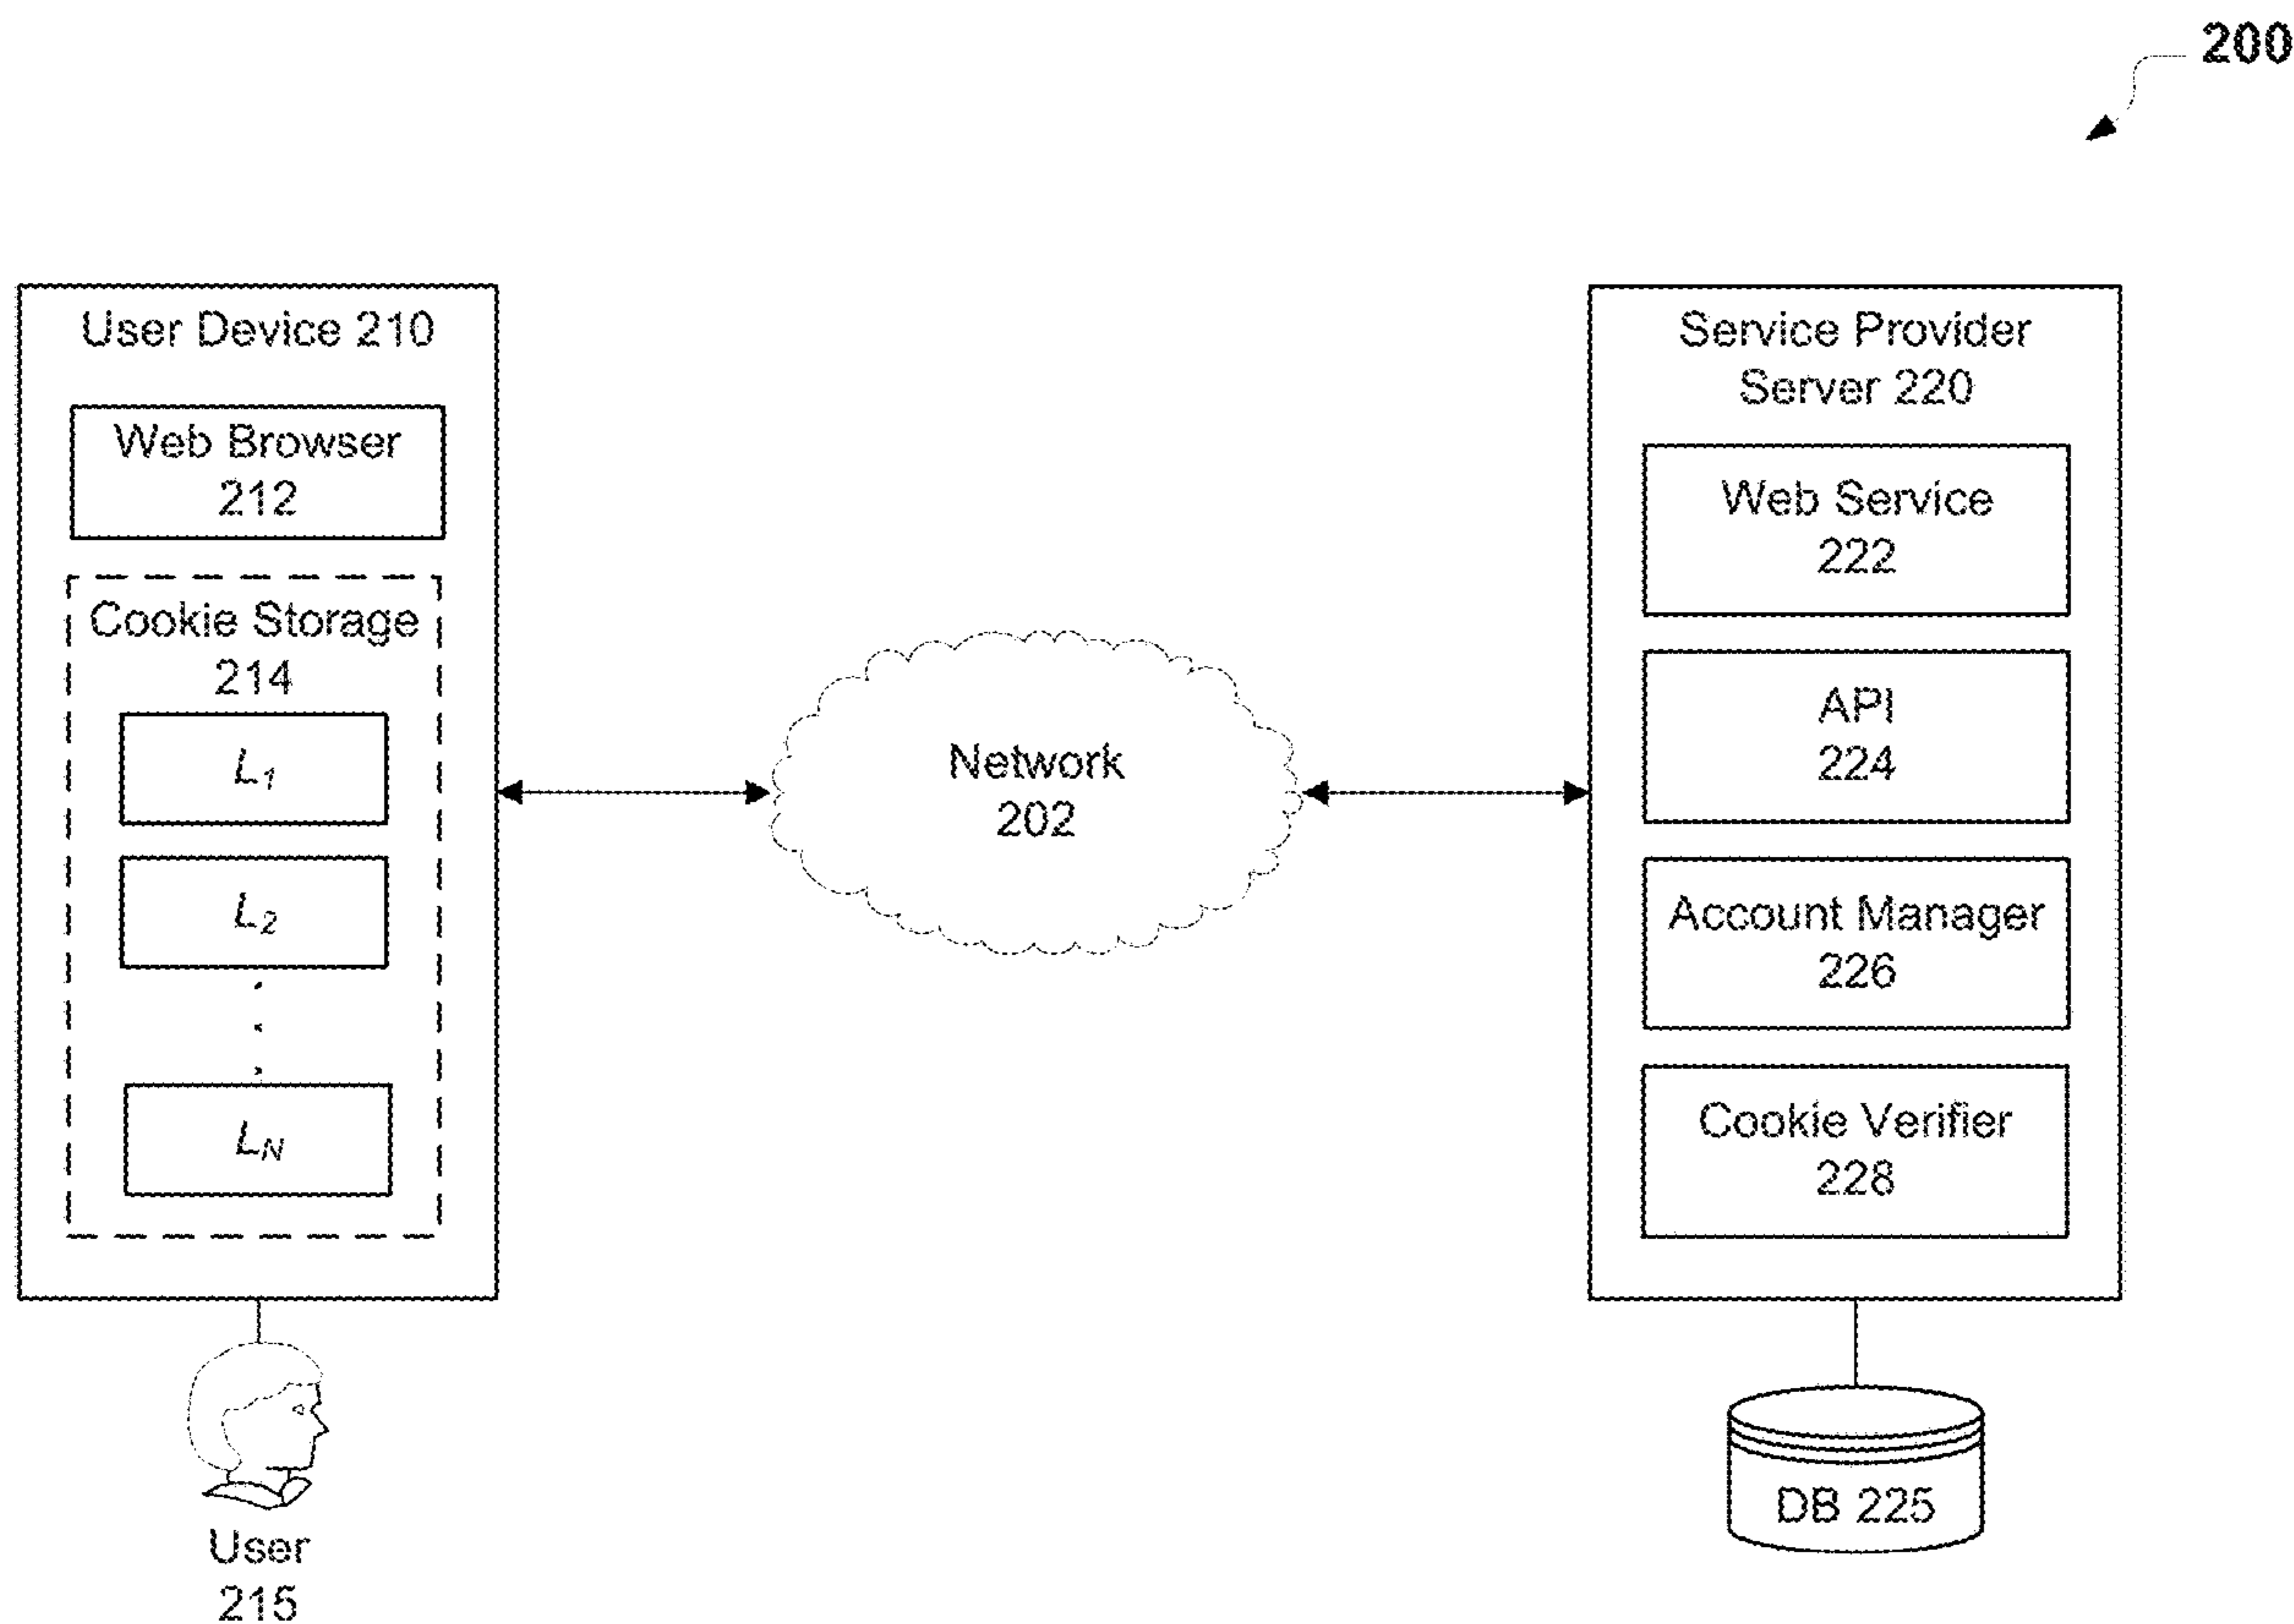 200
User Device 210
Web Browser
212
Cookie Storage
214
L1
L2
LN
User
215
Network
202
Service Provider
Server 220
Web Service
222
API
224
Account Manager
226
Cookie Verifier
228
DB 225